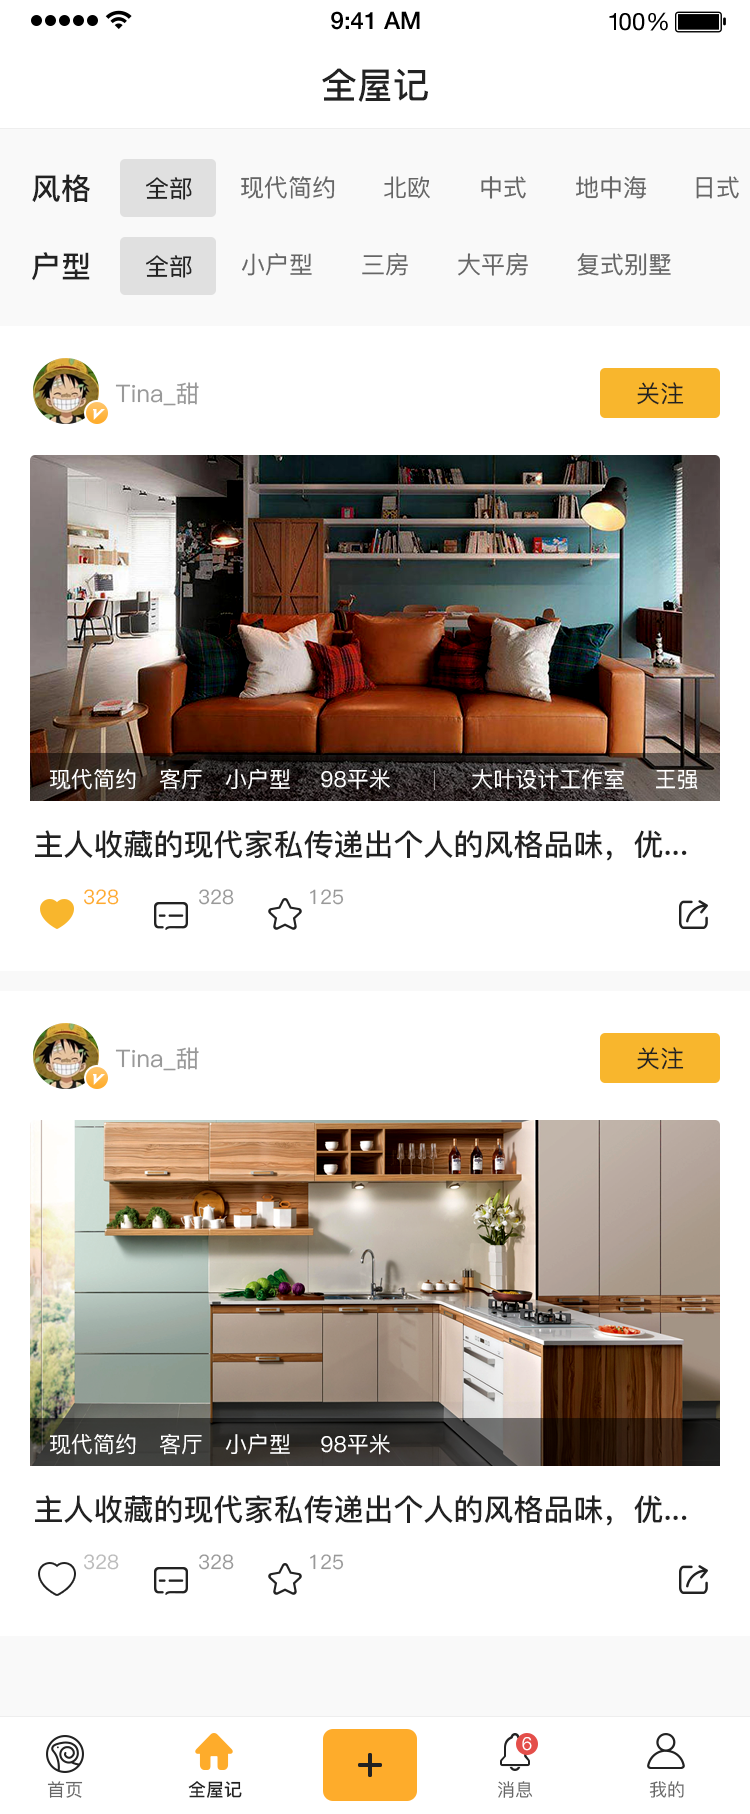 9:41 AM 100%
全屋记
风格 全部 现代简约 北欧 中式 地中海 日式
户型 全部 小户型 三房 大平房 复式别墅
Tina_甜 关注
现代简约 客厅 小户型 98平米 | 大叶设计工作室 王强
主人收藏的现代家私传递出个人的风格品味，优...
328 328 125
Tina_甜 关注
现代简约 客厅 小户型 98平米
主人收藏的现代家私传递出个人的风格品味，优...
328 328 125
6
首页 全屋记 消息 我的